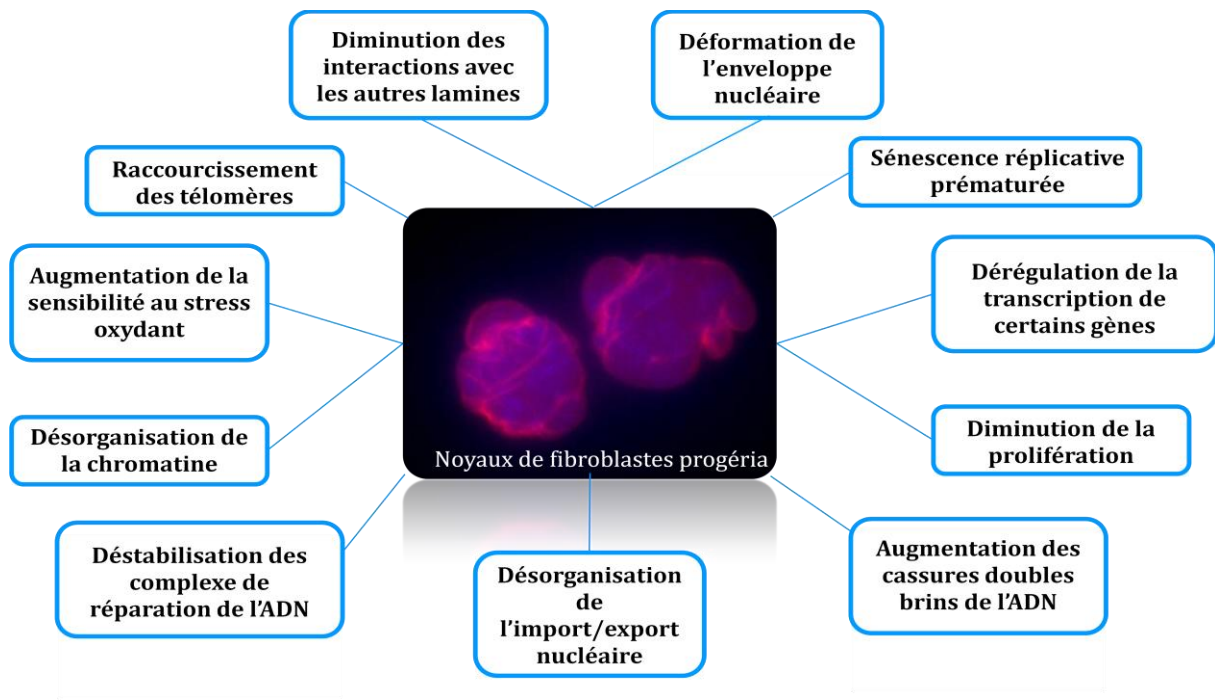 Diminution des
interactions avec
les autres lamines
Déformation de
l'enveloppe
nucléaire
Raccourcissement
des télomères
Sénescence réplicative
prématurée
Augmentation de la
sensibilité au stress
oxydant
Dérégulation de la
transcription de
certains gènes
Désorganisation de
la chromatine
Noyaux de fibroblastes progéria
Diminution de la
prolifération
Déstabilisation des
complexe de
réparation de l'ADN
Désorganisation
de
l'import/export
nucléaire
Augmentation des
cassures doubles
brins de l'ADN